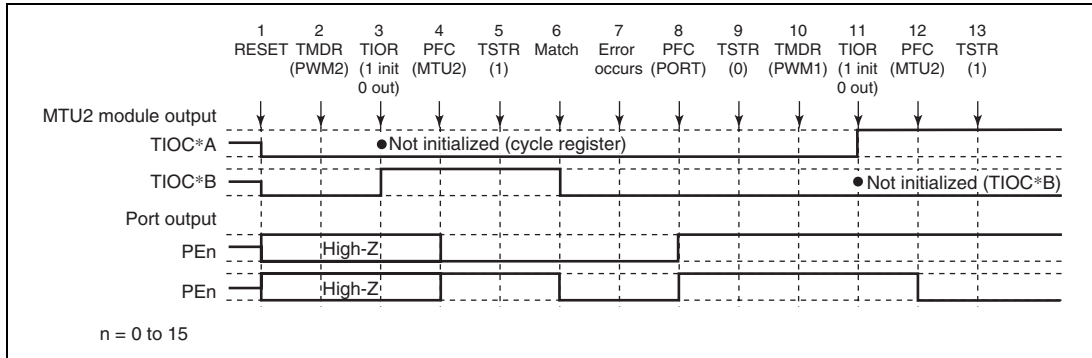 1 2 3 4 5 6 7 8 9 10 11 12 13
RESET TMDR TIOR PFC TSTR Match Error PFC TSTR TMDR TIOR PFC TSTR
(PWM2) (1 init (MTU2) (1) occurs (PORT) (0) (PWM1) (1 init (MTU2) (1)
0 out) 0 out)
MTU2 module output
TIOC*A ●Not initialized (cycle register)
TIOC*B ● Not initialized (TIOC*B)
Port output
PEn High-Z
PEn High-Z
n = 0 to 15